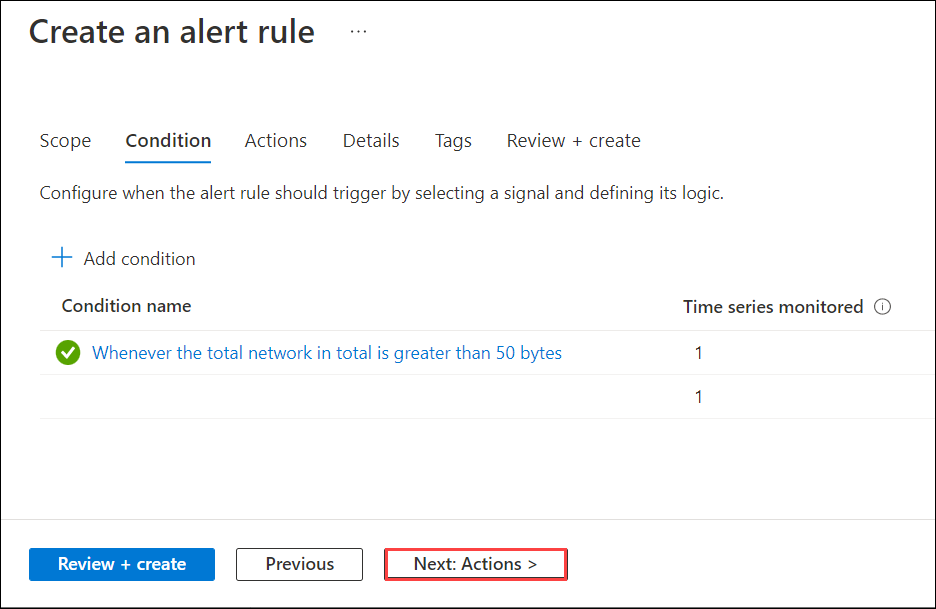 Create an alert rule ...
Scope Condition Actions Details Tags Review + create
Configure when the alert rule should trigger by selecting a signal and defining its logic.
+ Add condition
Condition name Time series monitored
Whenever the total network in total is greater than 50 bytes 1
1
Review + create Previous Next: Actions >